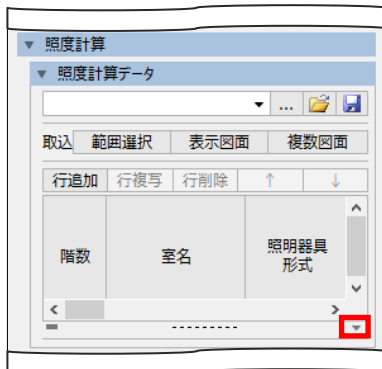 照度計算
照度計算データ
...
取込 範囲選択 表示図面 複数図面
行追加 行複写 行削除 ↑ ↓
階数 室名 照明器具
形式